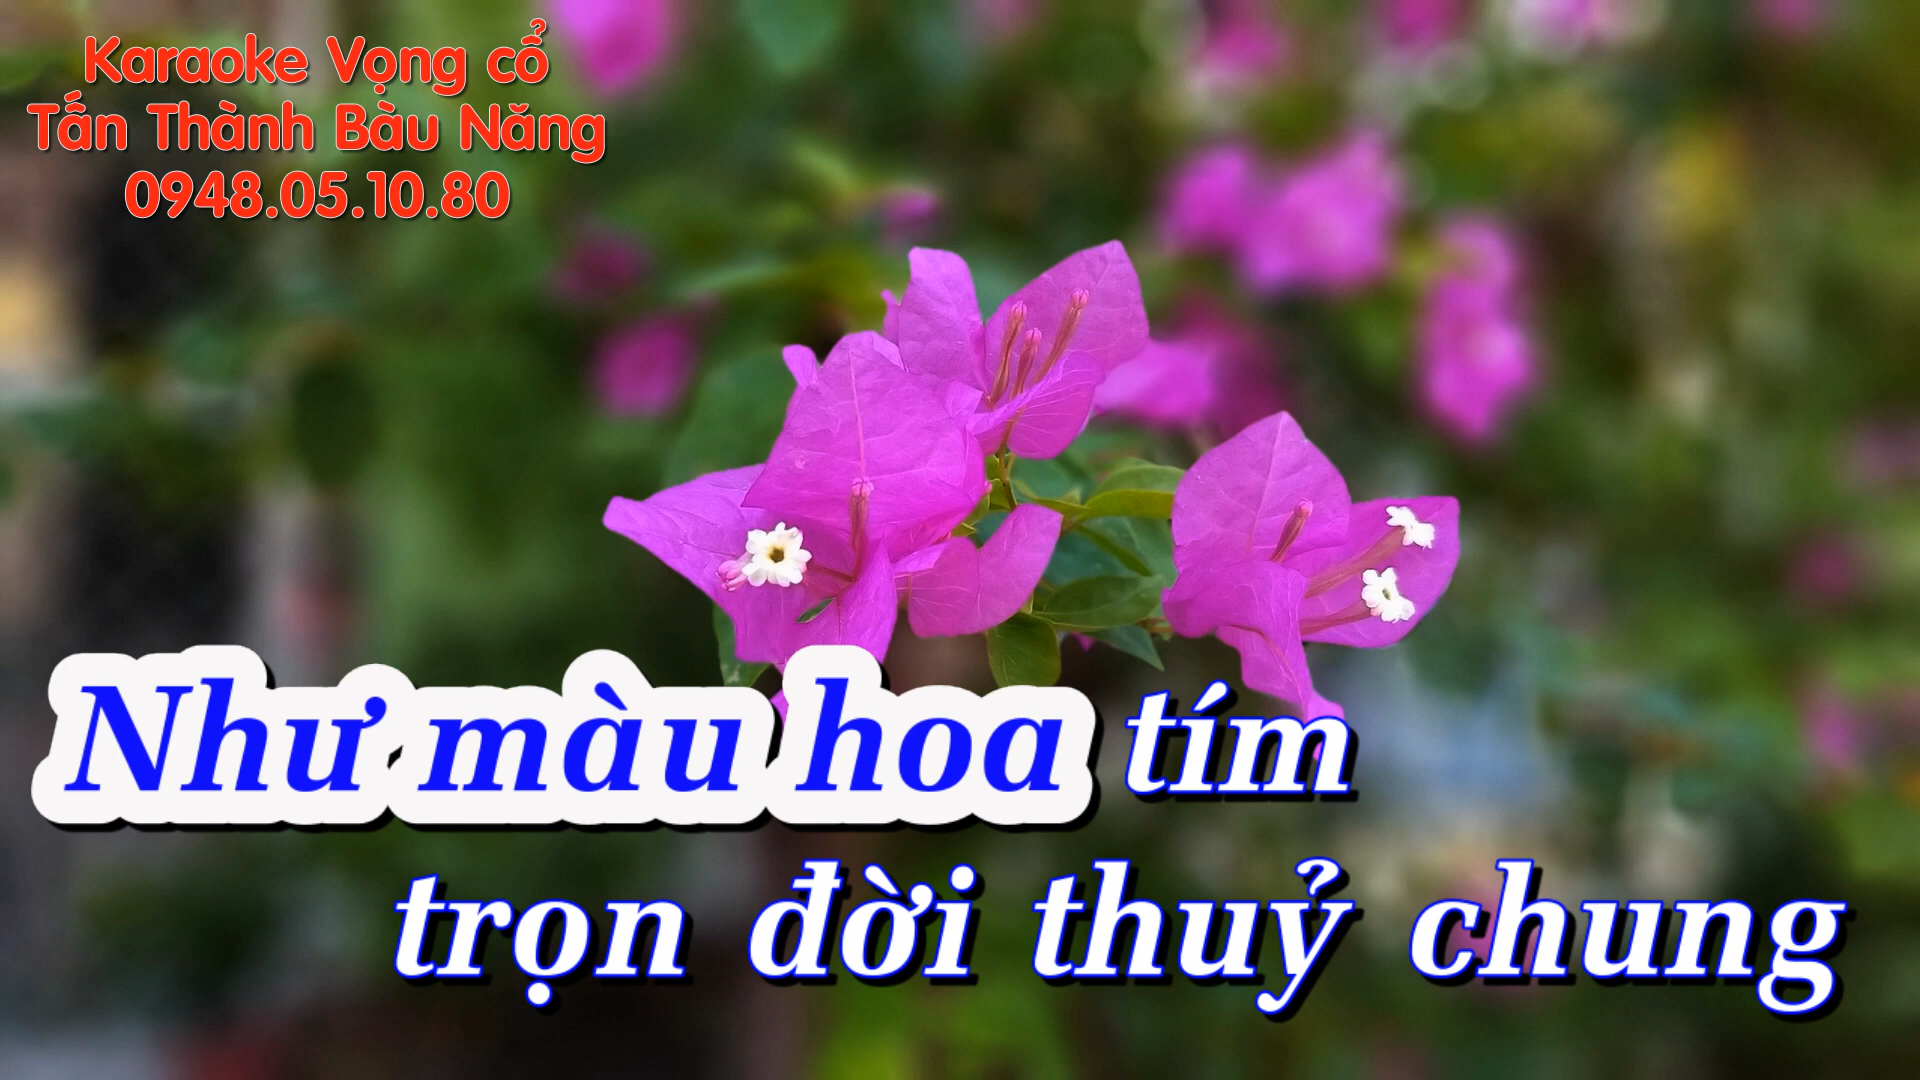 Karaoke Vọng cổ
Tấn Thành Bàu Năng
0948.05.10.80
Như màu hoa tím
trọn đời thuỷ chung